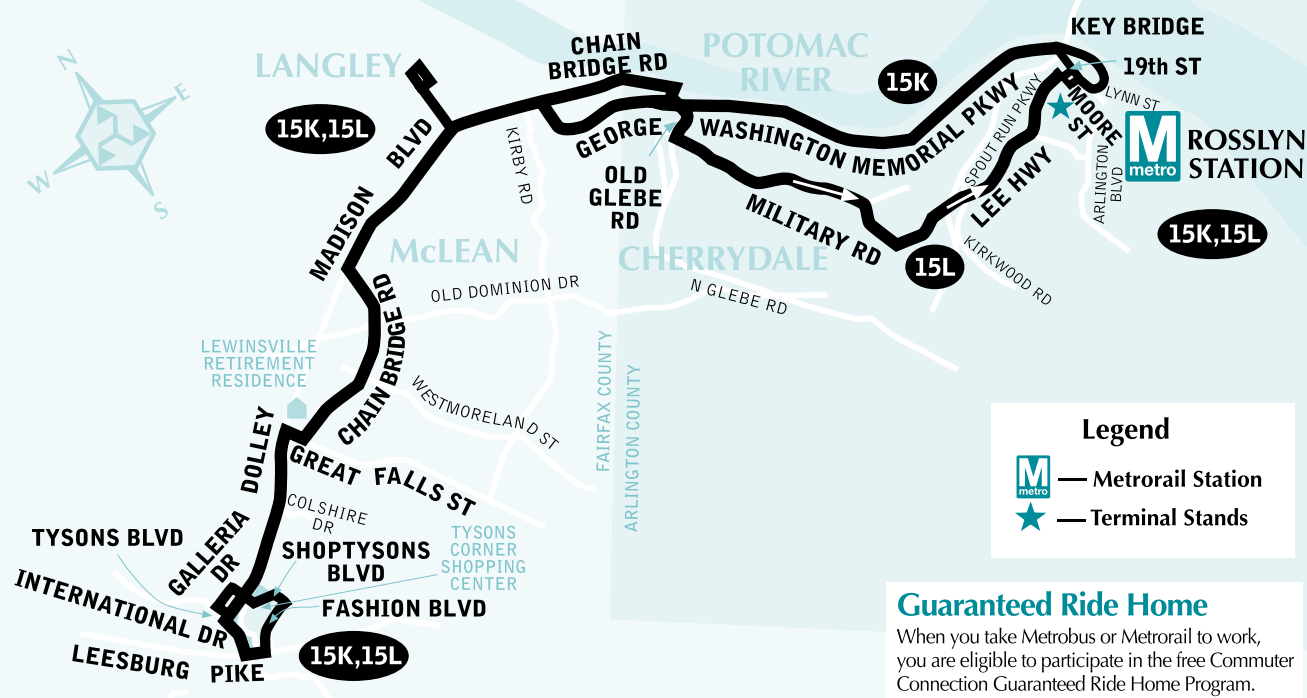 KEY BRIDGE
CHAIN
BRIDGE RD
POTOMAC
RIVER
LANGLEY
N
E
W
S
19th ST
15K
LYNN ST
MOORE
ST
15K,15L
BLVD
MADISON
KIRBY RD
GEORGE
WASHINGTON MEMORIAL PKWY
SPOUT RUN PKWY
LEE HWY
ARLINGTON
BLVD
M
metro
ROSSLYN
STATION
15K,15L
OLD
GLEBE
RD
MILITARY RD
15L
KIRKWOOD RD
McLEAN
CHERRYDALE
OLD DOMINION DR
N GLEBE RD
CHAIN BRIDGE RD
LEWINSVILLE
RETIREMENT
RESIDENCE
WESTMORELAND ST
FAIRFAX COUNTY
ARLINGTON COUNTY
DOLLEY
GREAT FALLS ST
COLSHIRE
DR
TYSONS
CORNER
SHOPPING
CENTER
TYSONS BLVD
GALLERIA
DR
SHOPTYSONS
BLVD
FASHION BLVD
INTERNATIONAL DR
LEESBURG PIKE
15K,15L
Legend
M
metro
Metrorail Station
Terminal Stands
Guaranteed Ride Home
When you take Metrobus or Metrorail to work,
you are eligible to participate in the free Commuter
Connection Guaranteed Ride Home Program.